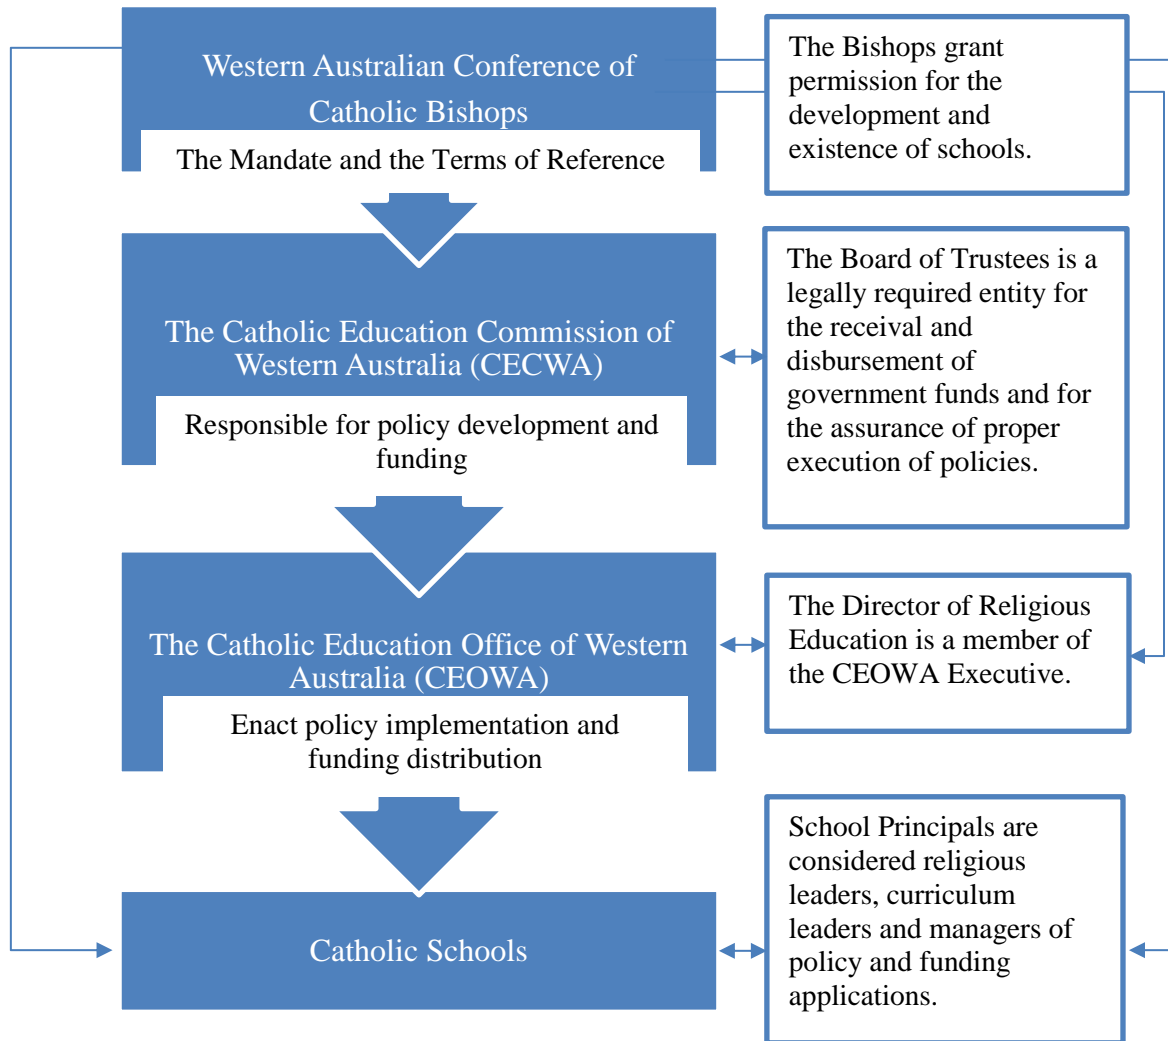 Western Australian Conference of
Catholic Bishops
The Mandate and the Terms of Reference
The Bishops grant
permission for the
development and
existence of schools.
The Catholic Education Commission of
Western Australia (CECWA)
Responsible for policy development and
funding
The Board of Trustees is a
legally required entity for
the receival and
disbursement of
government funds and for
the assurance of proper
execution of policies.
The Catholic Education Office of Western
Australia (CEOWA)
Enact policy implementation and
funding distribution
The Director of Religious
Education is a member of
the CEOWA Executive.
Catholic Schools
School Principals are
considered religious
leaders, curriculum
leaders and managers of
policy and funding
applications.